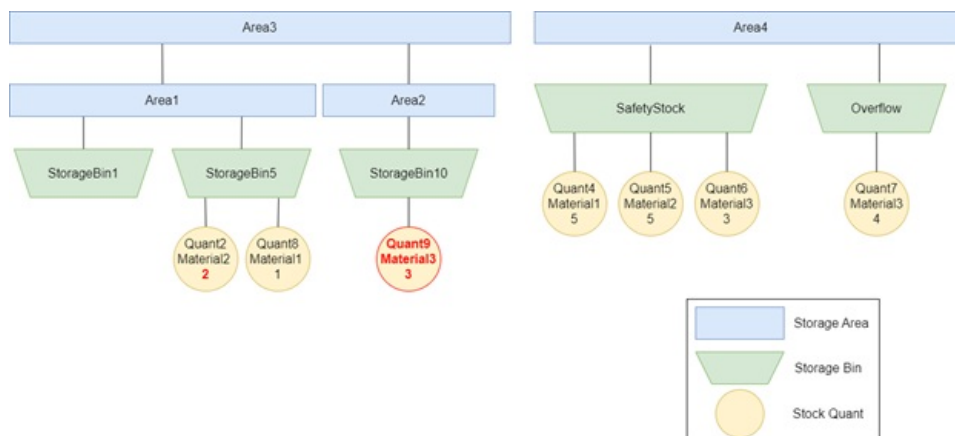 Area3
Area4
Area1
Area2
SafetyStock
Overflow
StorageBin1
StorageBin5
StorageBin10
Quant4
Material1
5
Quant5
Material2
5
Quant6
Material3
3
Quant7
Material3
4
Quant2
Material2
2
Quant8
Material1
1
Quant9
Material3
3
Storage Area
Storage Bin
Stock Quant